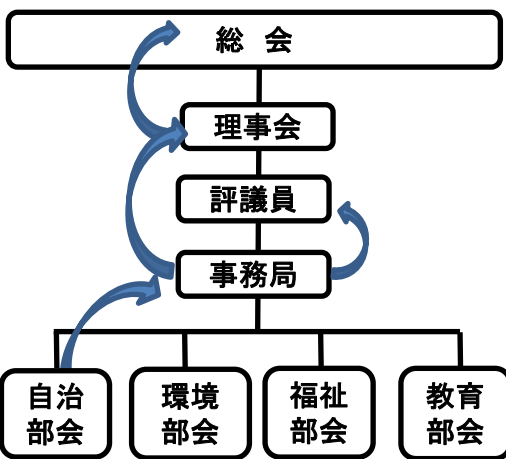 総 会
理事会
評議員
事務局
自治
部会
環境
部会
福祉
部会
教育
部会